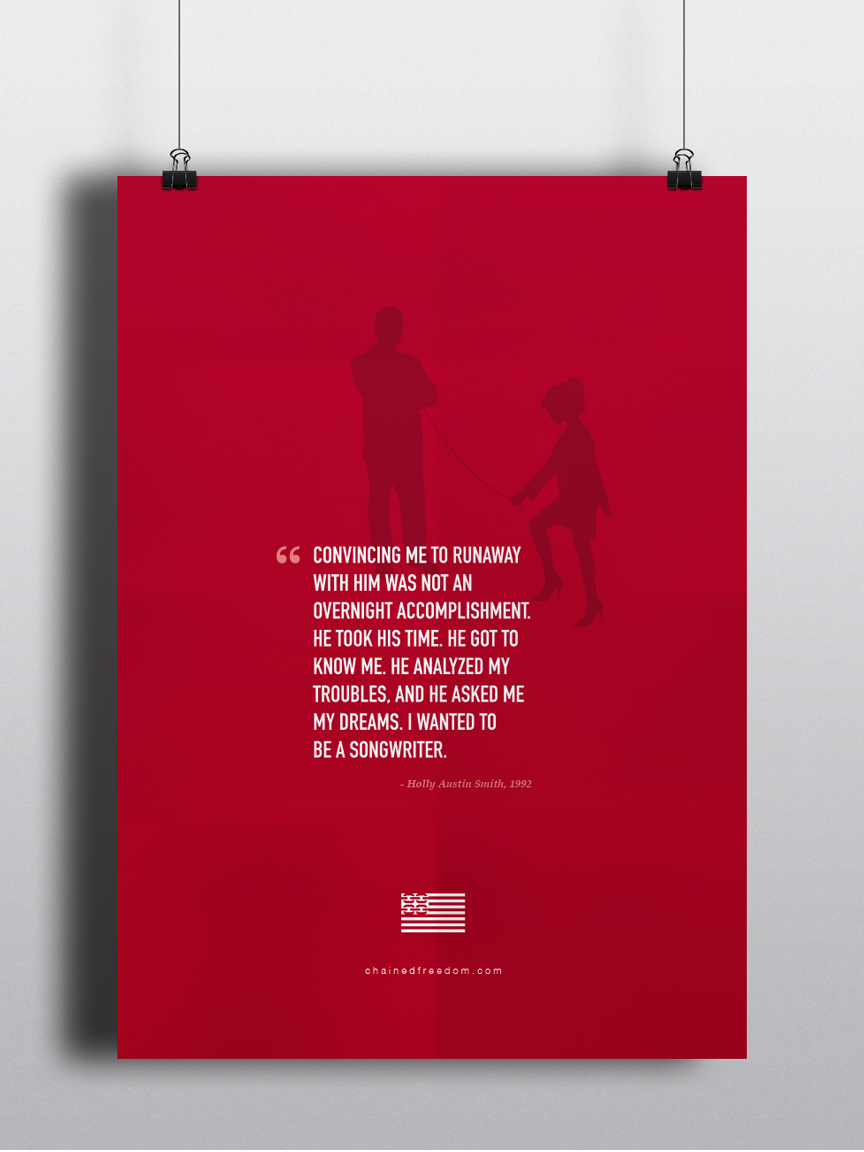 “ CONVINCING ME TO RUNAWAY
WITH HIM WAS NOT AN
OVERNIGHT ACCOMPLISHMENT.
HE TOOK HIS TIME. HE GOT TO
KNOW ME. HE ANALYZED MY
TROUBLES, AND HE ASKED ME
MY DREAMS. I WANTED TO
BE A SONGWRITER.
- Holly Austin Smith, 1992
chainedfreedom.com